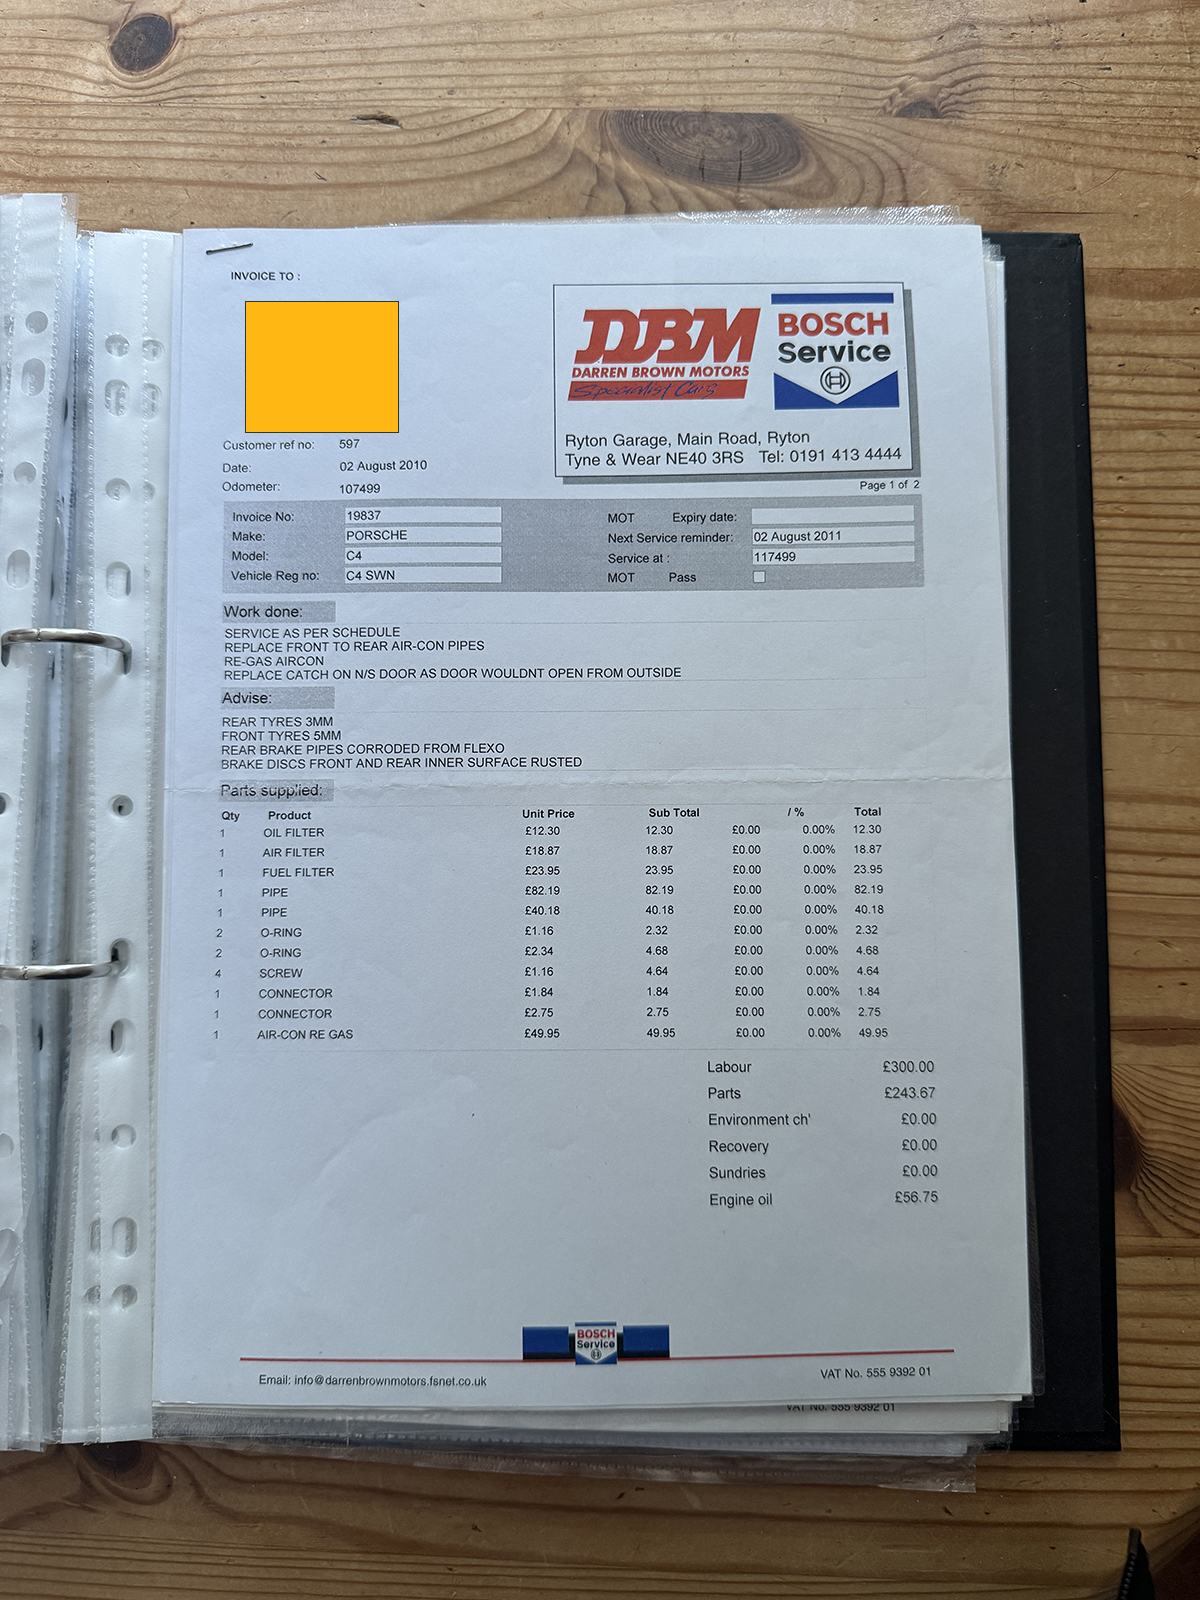 INVOICE TO :
DBM
DARREN BROWN MOTORS
Specialist Cars
BOSCH
Service
Ryton Garage, Main Road, Ryton
Tyne & Wear NE40 3RS Tel: 0191 413 4444
Customer ref no: 597
Date: 02 August 2010
Odometer: 107499
Page 1 of 2
Invoice No: 19837 MOT Expiry date:
Make: PORSCHE Next Service reminder: 02 August 2011
Model: C4 Service at : 117499
Vehicle Reg no: C4 SWN MOT Pass
Work done:
SERVICE AS PER SCHEDULE
REPLACE FRONT TO REAR AIR-CON PIPES
RE-GAS AIRCON
REPLACE CATCH ON N/S DOOR AS DOOR WOULDNT OPEN FROM OUTSIDE
Advise:
REAR TYRES 3MM
FRONT TYRES 5MM
REAR BRAKE PIPES CORRODED FROM FLEXO
BRAKE DISCS FRONT AND REAR INNER SURFACE RUSTED
Parts supplied:
Qty Product Unit Price Sub Total / % Total
1 OIL FILTER £12.30 12.30 £0.00 0.00% 12.30
1 AIR FILTER £18.87 18.87 £0.00 0.00% 18.87
1 FUEL FILTER £23.95 23.95 £0.00 0.00% 23.95
1 PIPE £82.19 82.19 £0.00 0.00% 82.19
1 PIPE £40.18 40.18 £0.00 0.00% 40.18
2 O-RING £1.16 2.32 £0.00 0.00% 2.32
2 O-RING £2.34 4.68 £0.00 0.00% 4.68
4 SCREW £1.16 4.64 £0.00 0.00% 4.64
1 CONNECTOR £1.84 1.84 £0.00 0.00% 1.84
1 CONNECTOR £2.75 2.75 £0.00 0.00% 2.75
1 AIR-CON RE GAS £49.95 49.95 £0.00 0.00% 49.95
Labour £300.00
Parts £243.67
Environment ch' £0.00
Recovery £0.00
Sundries £0.00
Engine oil £56.75
BOSCH
Service
Email: info@darrenbrownmotors.fsnet.co.uk VAT No. 555 9392 01
VAT No. 555 9392 01